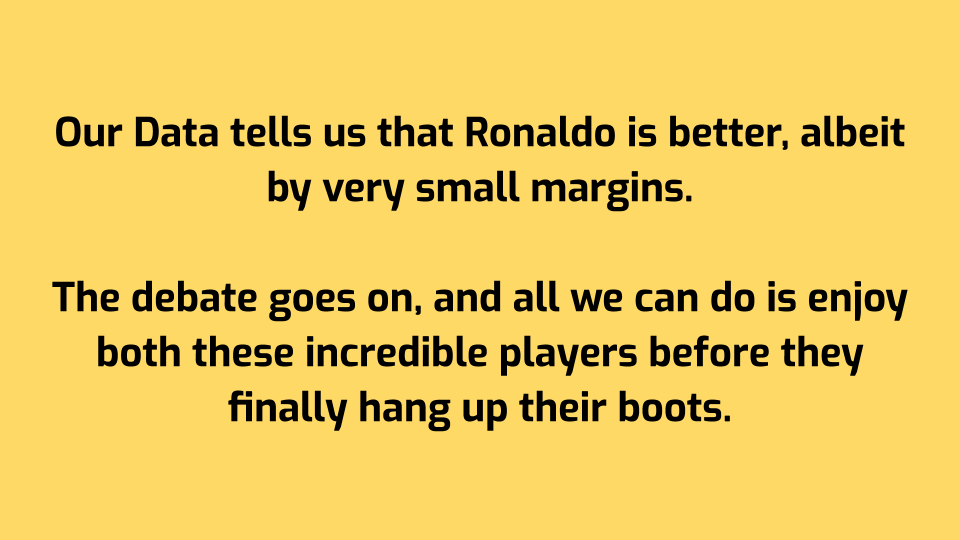 Our Data tells us that Ronaldo is better, albeit
by very small margins.
The debate goes on, and all we can do is enjoy
both these incredible players before they
finally hang up their boots.